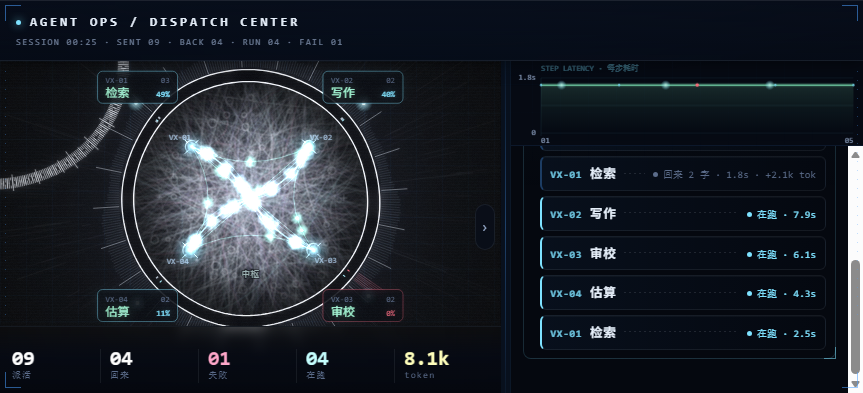 AGENT OPS / DISPATCH CENTER
SESSION 00:25 · SENT 09 · BACK 04 · RUN 04 · FAIL 01
VX-01 03
检索 49%
VX-02 02
写作 40%
VX-01
VX-02
VX-04
VX-03
中枢
VX-04 02
估算 11%
VX-03 02
审校 0%
09
派活
04
回来
01
失败
04
在跑
8.1k
token
STEP LATENCY · 每步耗时
1.8s
0
01 05
VX-01 检索 回来 2 字 · 1.8s · +2.1k tok
VX-02 写作 在跑 · 7.9s
VX-03 审校 在跑 · 6.1s
VX-04 估算 在跑 · 4.3s
VX-01 检索 在跑 · 2.5s